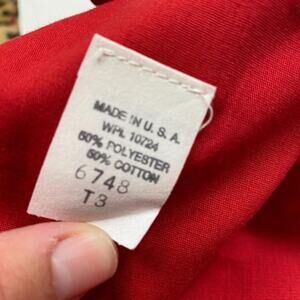 MADE IN U. S. A.
WPL 10724
50% POLYESTER
50% COTTON
6748
T3